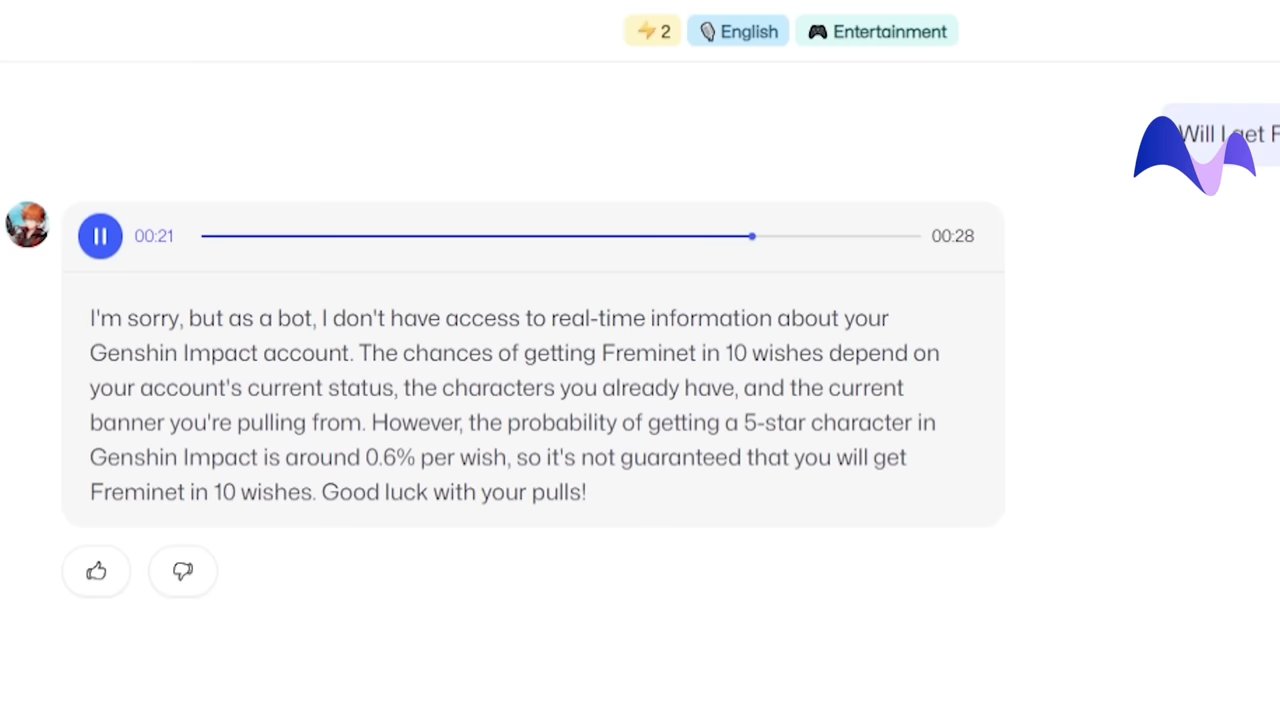 2
English
Entertainment
Will I get F
00:21
00:28
I'm sorry, but as a bot, I don't have access to real-time information about your
Genshin Impact account. The chances of getting Freminet in 10 wishes depend on
your account's current status, the characters you already have, and the current
banner you're pulling from. However, the probability of getting a 5-star character in
Genshin Impact is around 0.6% per wish, so it's not guaranteed that you will get
Freminet in 10 wishes. Good luck with your pulls!